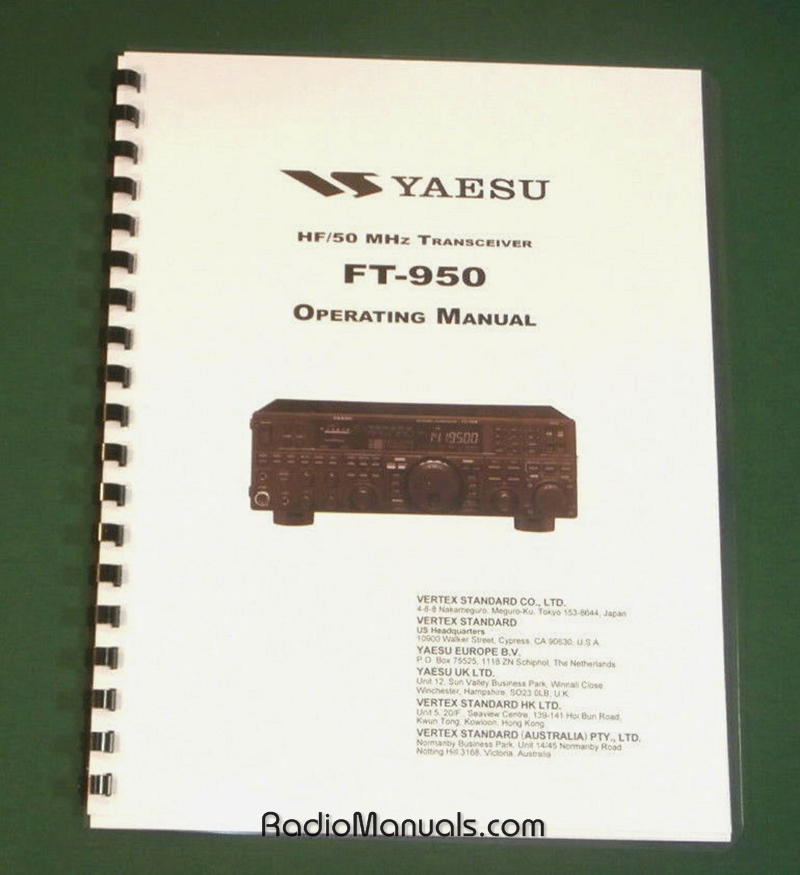 YAESU
HF/50 MHz TRANSCEIVER
FT-950
OPERATING MANUAL
YAESU
14.195.00
VERTEX STANDARD CO., LTD.
4-8-8 Nakameguro, Meguro-Ku, Tokyo 153-8644, Japan
VERTEX STANDARD
US Headquarters
10900 Walker Street, Cypress, CA 90630, U.S.A.
YAESU EUROPE B.V.
P.O. Box 75525, 1118 ZN Schiphol, The Netherlands
YAESU UK LTD.
Unit 12, Sun Valley Business Park, Winnall Close
Winchester, Hampshire, SO23 0LB, U.K.
VERTEX STANDARD HK LTD.
Unit 5, 20/F., Seaview Centre, 139-141 Hoi Bun Road,
Kwun Tong, Kowloon, Hong Kong
VERTEX STANDARD (AUSTRALIA) PTY., LTD.
Normanby Business Park, Unit 14/45 Normanby Road
Notting Hill 3168, Victoria, Australia
RadioManuals.com